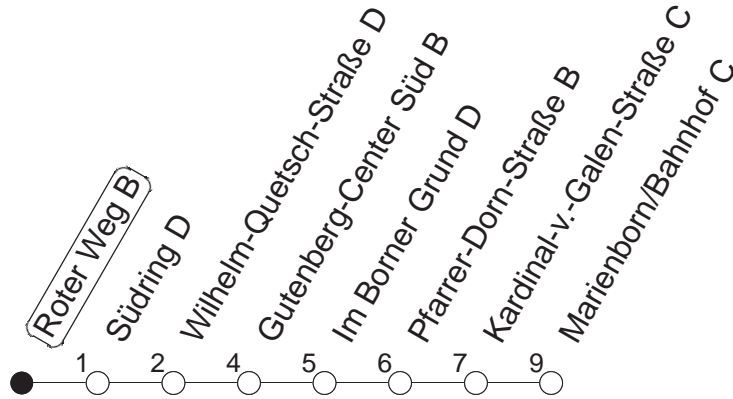 Roter Weg B
Südring D
Wilhelm-Quetsch-Straße D
Gutenberg-Center Süd B
Im Borner Grund D
Pfarrer-Dorn-Straße B
Kardinal-v.-Galen-Straße C
Marienborn/Bahnhof C
1 2 4 5 6 7 9